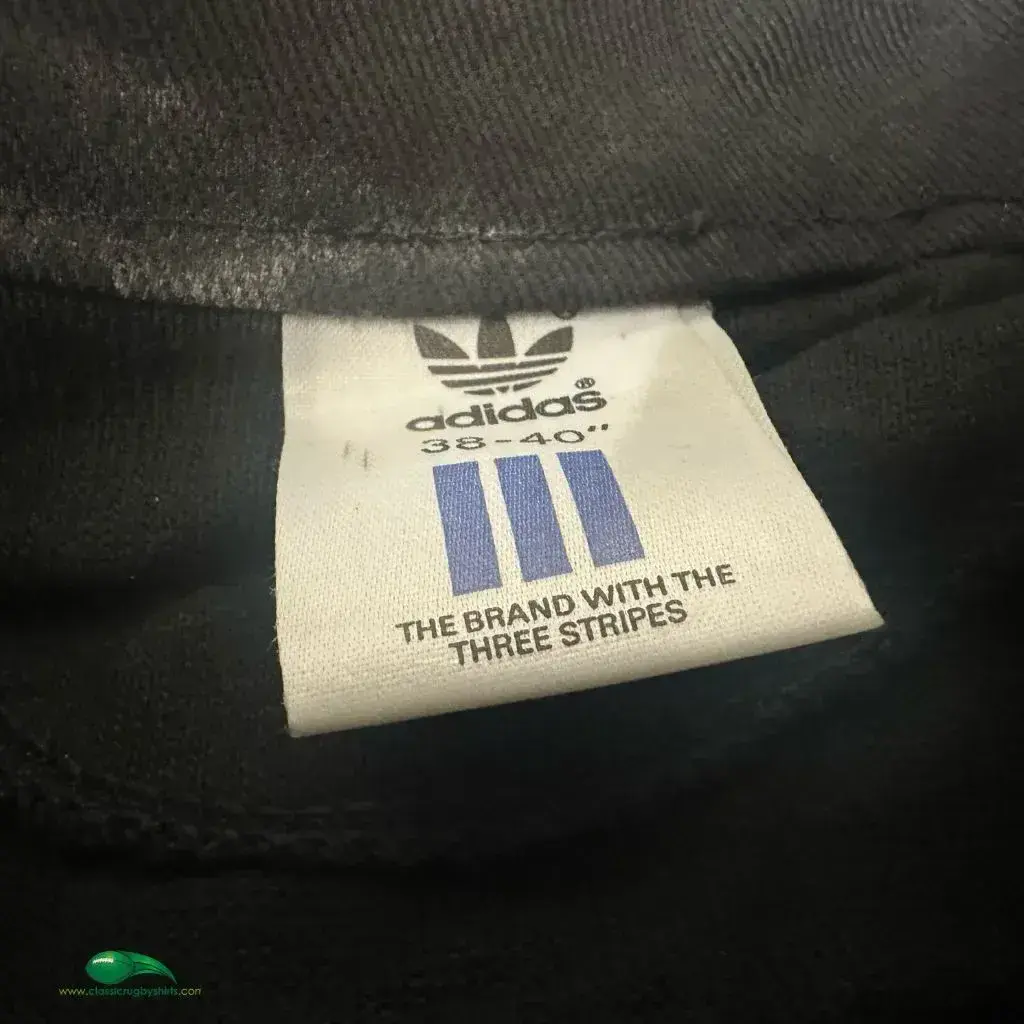 adidas®
38-40"
THE BRAND WITH THE
THREE STRIPES
www.classicrugbyshirts.com